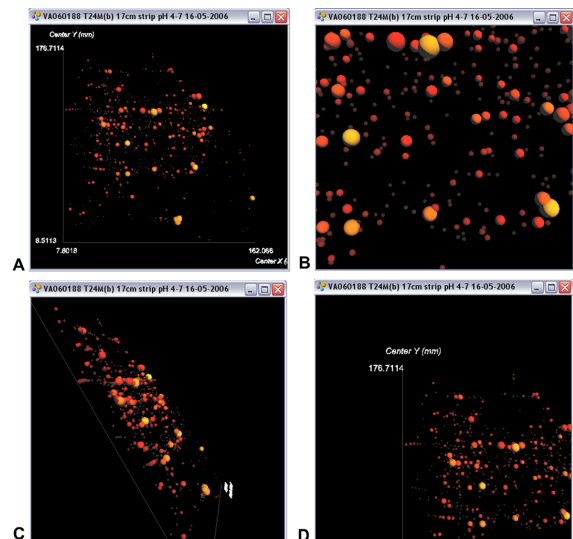 VA060188 T24M(b) 17cm strip pH 4-7 16-05-2006
Center Y (mm)
176.7114
8.5113
7.6018
162.066
Center X (
A
VA060188 T24M(b) 17cm strip pH 4-7 16-05-2006
B
VA060188 T24M(b) 17cm strip pH 4-7 16-05-2006
C
VA060188 T24M(b) 17cm strip pH 4-7 16-05-2006
Center Y (mm)
176.7114
D